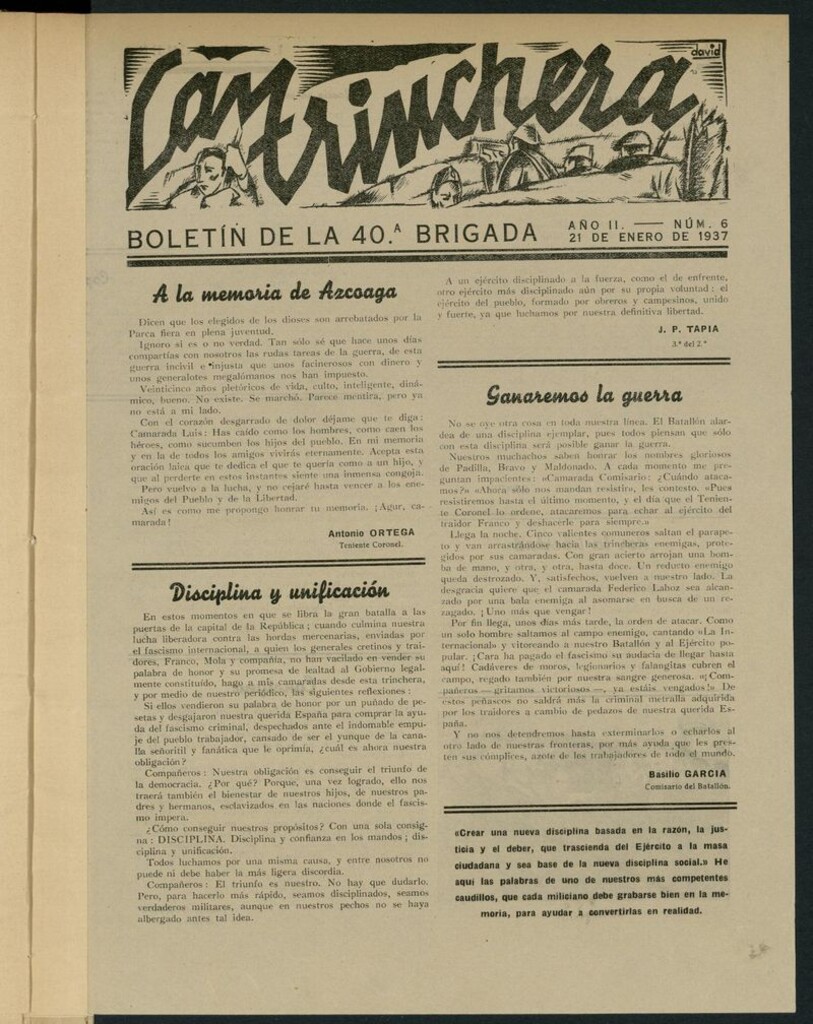 david
La Trinchera
BOLETÍN DE LA 40.ª BRIGADA
AÑO II. — NÚM. 6
21 DE ENERO DE 1937
A la memoria de Azcoaga
Dicen que los elegidos de los dioses son arrebatados por la
Parca fiera en plena juventud.
Ignoro si es o no verdad. Tan sólo sé que hace unos días
compartías con nosotros las rudas tareas de la guerra, de esta
guerra incivil e injusta que unos facinerosos con dinero y
unos generalotes megalómanos nos han impuesto.
Veinticinco años pletóricos de vida, culto, inteligente, diná-
mico, bueno. No existe. Se marchó. Parece mentira, pero ya
no está a mi lado.
Con el corazón desgarrado de dolor déjame que te diga:
Camarada Luis: Has caído como los hombres, como caen los
héroes, como sucumben los hijos del pueblo. En mi memoria
y en la de todos los amigos vivirás eternamente. Acepta esta
oración laica que te dedica el que te quería como a un hijo, y
que al perderte en estos instantes siente una inmensa congoja.
Pero vuelvo a la lucha, y no cejaré hasta vencer a los ene-
migos del Pueblo y de la Libertad.
Así es como me propongo honrar tu memoria. ¡Agur, ca-
marada!
Antonio ORTEGA
Teniente Coronel.
Disciplina y unificación
En estos momentos en que se libra la gran batalla a las
puertas de la capital de la República; cuando culmina nuestra
lucha liberadora contra las hordas mercenarias, enviadas por
el fascismo internacional, a quien los generales cretinos y trai-
dores, Franco, Mola y compañía, no han vacilado en vender su
palabra de honor y su promesa de lealtad al Gobierno legal-
mente constituído, hago a mis camaradas desde esta trinchera,
y por medio de nuestro periódico, las siguientes reflexiones:
Si ellos vendieron su palabra de honor por un puñado de pe-
setas y desgajaron nuestra querida España para comprar la ayu-
da del fascismo criminal, despechados ante el indomable empu-
je del pueblo trabajador, cansado de ser el yunque de la cana-
lla señoritil y fanática que le oprimía, ¿cuál es ahora nuestra
obligación?
Compañeros: Nuestra obligación es conseguir el triunfo de
la democracia. ¿Por qué? Porque, una vez logrado, ello nos
traerá también el bienestar de nuestros hijos, de nuestros pa-
dres y hermanos, esclavizados en las naciones donde el fascis-
mo impera.
¿Cómo conseguir nuestros propósitos? Con una sola consig-
na: DISCIPLINA. Disciplina y confianza en los mandos; dis-
ciplina y unificación.
Todos luchamos por una misma causa, y entre nosotros no
puede ni debe haber la más ligera discordia.
Compañeros: El triunfo es nuestro. No hay que dudarlo.
Pero, para hacerlo más rápido, seamos disciplinados, seamos
verdaderos militares, aunque en nuestros pechos no se haya
albergado antes tal idea.
A un ejército disciplinado a la fuerza, como el de enfrente,
otro ejército más disciplinado aún por su propia voluntad: el
ejército del pueblo, formado por obreros y campesinos, unido
y fuerte, ya que luchamos por nuestra definitiva libertad.
J. P. TAPIA
3.ª del 2.º
Ganaremos la guerra
No se oye otra cosa en toda nuestra línea. El Batallón alar-
dea de una disciplina ejemplar, pues todos piensan que sólo
con esta disciplina será posible ganar la guerra.
Nuestros muchachos saben honrar los nombres gloriosos
de Padilla, Bravo y Maldonado. A cada momento me pre-
guntan impacientes: «Camarada Comisario: ¿Cuándo ataca-
mos?» «Ahora sólo nos mandan resistir», les contesto. «Pues
resistiremos hasta el último momento, y el día que el Tenien-
te Coronel lo ordene, atacaremos para echar al ejército del
traidor Franco y deshacerle para siempre.»
Llega la noche. Cinco valientes comuneros saltan el parape-
to y van arrastrándose hacia las trincheras enemigas, prote-
gidos por sus camaradas. Con gran acierto arrojan una bom-
ba de mano, y otra, y otra, hasta doce. Un reducto enemigo
queda destrozado. Y, satisfechos, vuelven a nuestro lado. La
desgracia quiere que el camarada Federico Lahoz sea alcan-
zado por una bala enemiga al asomarse en busca de un re-
zagado. ¡Uno más que vengar!
Por fin llega, unos días más tarde, la orden de atacar. Como
un solo hombre saltamos al campo enemigo, cantando «La In-
ternacional» y vitoreando a nuestro Batallón y al Ejército po-
pular. ¡Cara ha pagado el fascismo su audacia de llegar hasta
aquí! Cadáveres de moros, legionarios y falangitas cubren el
campo, regado también por nuestra sangre generosa. «¡Com-
pañeros—gritamos victoriosos—, ya estáis vengados!» De
estos peñascos no saldrá más la criminal metralla adquirida
por los traidores a cambio de pedazos de nuestra querida Es-
paña.
Y no nos detendremos hasta exterminarlos o echarlos al
otro lado de nuestras fronteras, por más ayuda que les pres-
ten sus cómplices, azote de los trabajadores de todo el mundo.
Basilio GARCIA
Comisario del Batallón.
«Crear una nueva disciplina basada en la razón, la jus-
ticia y el deber, que trascienda del Ejército a la masa
ciudadana y sea base de la nueva disciplina social.» He
aquí las palabras de uno de nuestros más competentes
caudillos, que cada miliciano debe grabarse bien en la me-
moria, para ayudar a convertirlas en realidad.